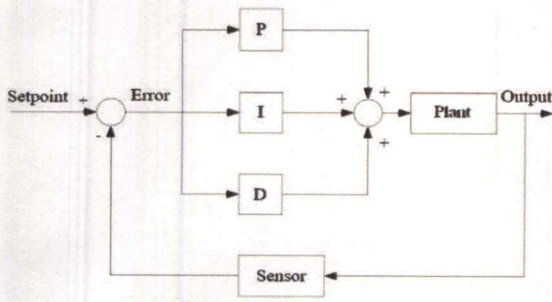 P
Setpoint
+
Error
I
+
+
Plant
Output
-
+
D
Sensor